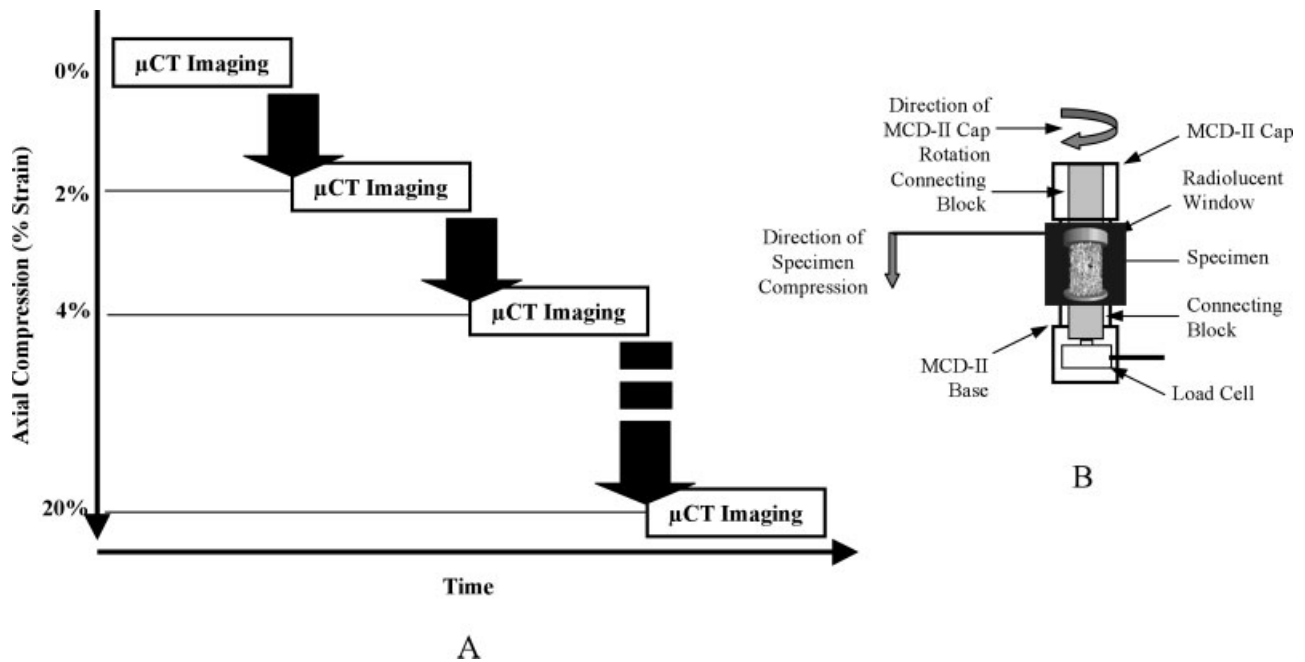 0%
µCT Imaging
2%
µCT Imaging
4%
µCT Imaging
20%
µCT Imaging
Axial Compression (% Strain)
Time
A
Direction of
MCD-II Cap
Rotation
Connecting
Block
MCD-II Cap
Radiolucent
Window
Direction of
Specimen
Compression
Specimen
Connecting
Block
MCD-II
Base
Load Cell
B